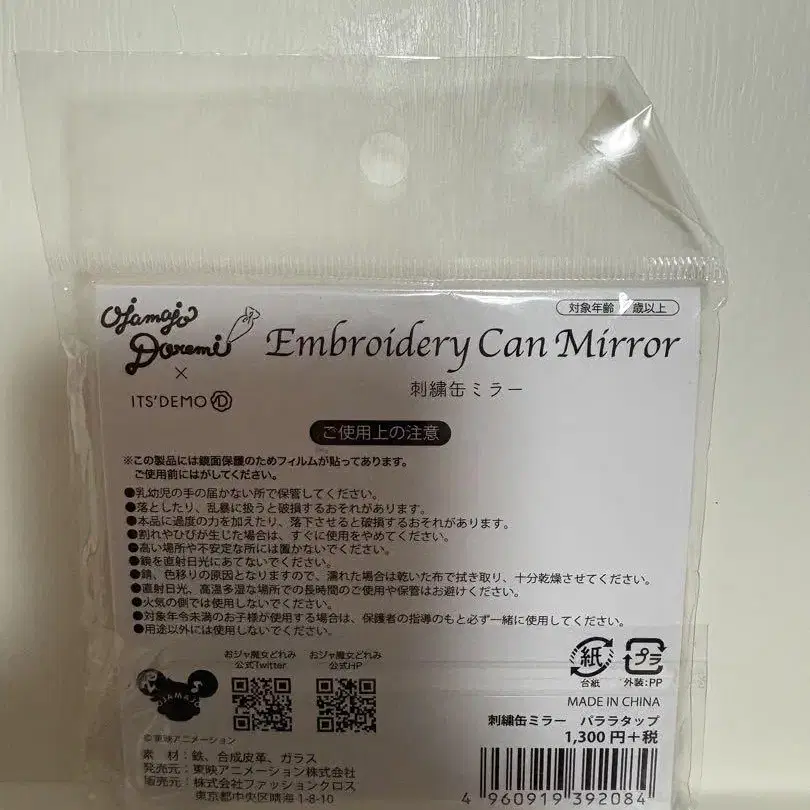 Ojamajo
Doremi
×
ITS'DEMO
対象年齢 歳以上
Embroidery Can Mirror
刺繍缶ミラー
ご使用上の注意
※この製品には鏡面保護のためフィルムが貼ってあります。
ご使用前にはがしてください。
●乳幼児の手の届かない所で保管してください。
●落としたり、乱暴に扱うと破損するおそれがあります。
●本品に過度の力を加えたり、落下させると破損するおそれがあります。
●割れやひびが生じた場合は、すぐに使用をやめてください。
●高い場所や不安定な所には置かないでください。
●鏡を直射日光にあてないでください。
●錆、色移りの原因となりますので、濡れた場合は乾いた布で拭き取り、十分乾燥させてください。
●直射日光、高温多湿な場所での長時間のご使用や保管はお避けください。
●火気の側では使用しないでください。
●対象年令未満のお子様が使用する場合は、保護者の指導のもと必ず一緒に使用してください。
●用途以外には使用しないでください。
おジャ魔女どれみ
公式Twitter
おジャ魔女どれみ
公式HP
OJAMAJO
紙
台紙
プラ
外装:PP
MADE IN CHINA
©東映アニメーション
刺繍缶ミラー パララタップ
1,300円+税
素 材:鉄、合成皮革、ガラス
発売元:東映アニメーション株式会社
販売元:株式会社ファッションクロス
東京都中央区晴海1-8-10
4 960919 392084